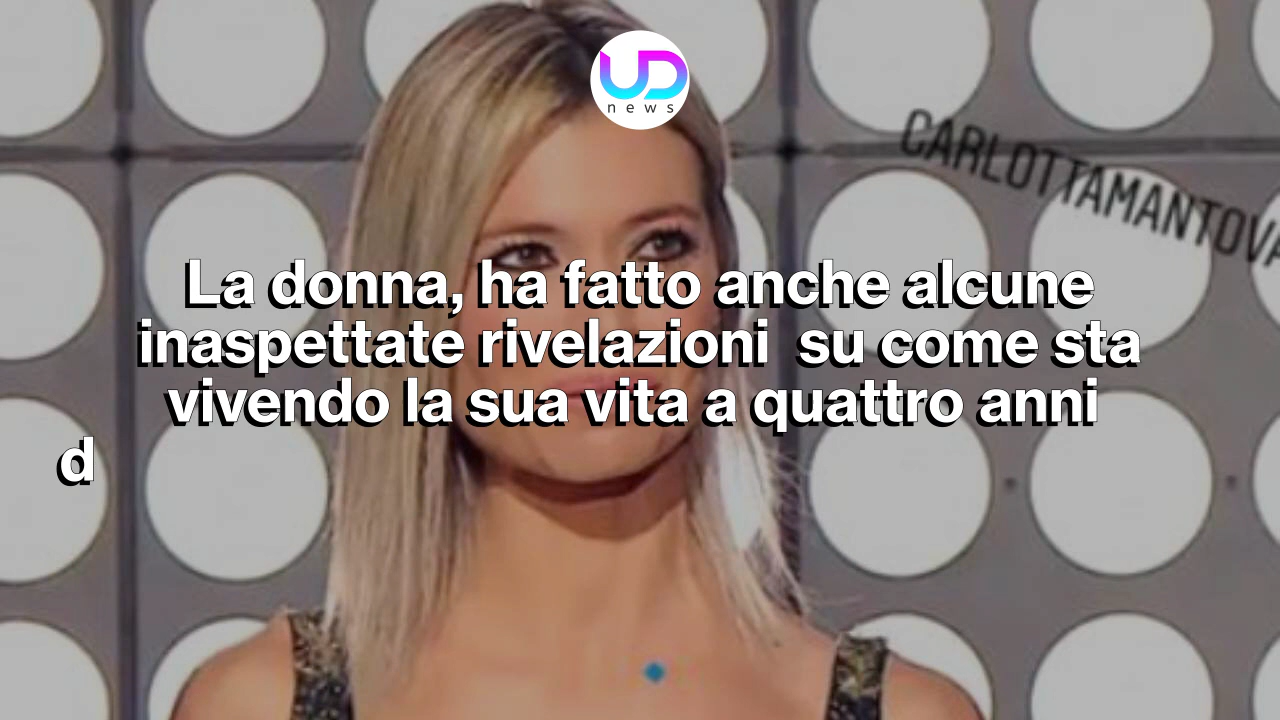 UD
news
CARLOTTAMANTOVA
La donna, ha fatto anche alcune
inaspettate rivelazioni  su come sta
vivendo la sua vita a quattro anni
d